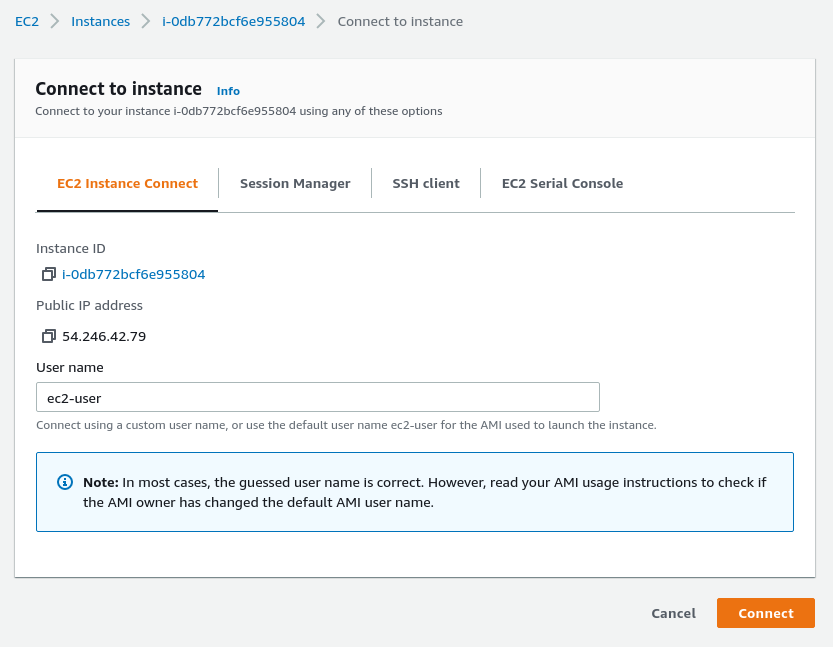 EC2 Instances i-0db772bcf6e955804 Connect to instance
Connect to instance Info
Connect to your instance i-0db772bcf6e955804 using any of these options
EC2 Instance Connect Session Manager SSH client EC2 Serial Console
Instance ID
i-0db772bcf6e955804
Public IP address
54.246.42.79
User name
ec2-user
Connect using a custom user name, or use the default user name ec2-user for the AMI used to launch the instance.
Note: In most cases, the guessed user name is correct. However, read your AMI usage instructions to check if
the AMI owner has changed the default AMI user name.
Cancel Connect